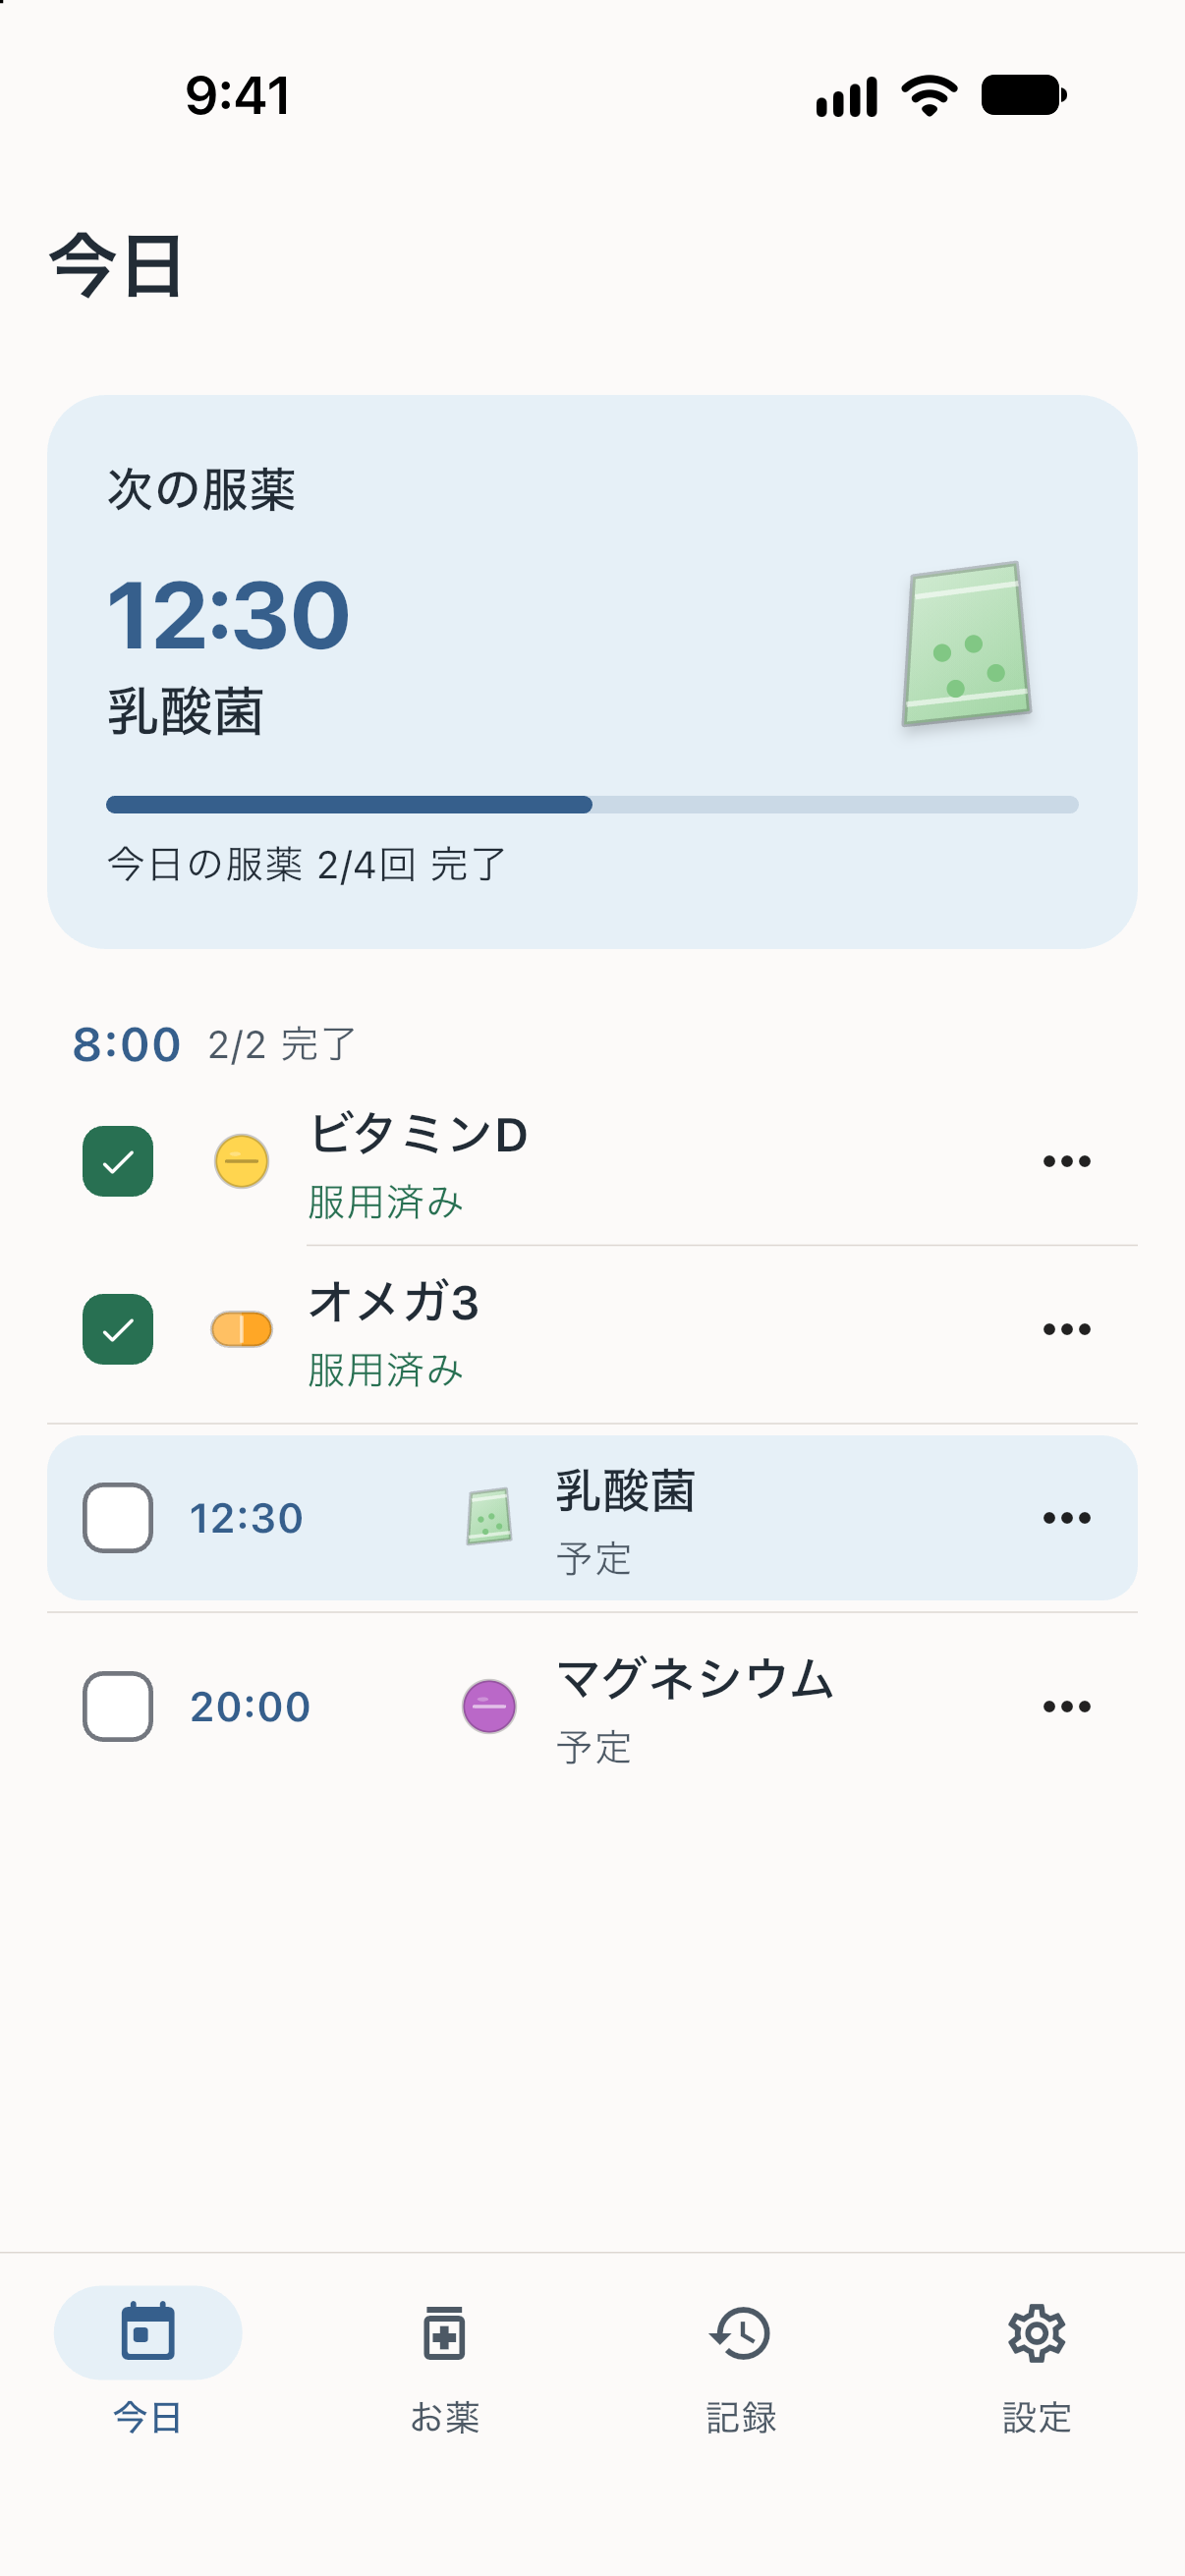 9:41
今日
次の服薬
12:30
乳酸菌
今日の服薬 2/4回 完了
8:00 2/2 完了
ビタミンD
服用済み
オメガ3
服用済み
12:30
乳酸菌
予定
20:00
マグネシウム
予定
今日 お薬 記録 設定